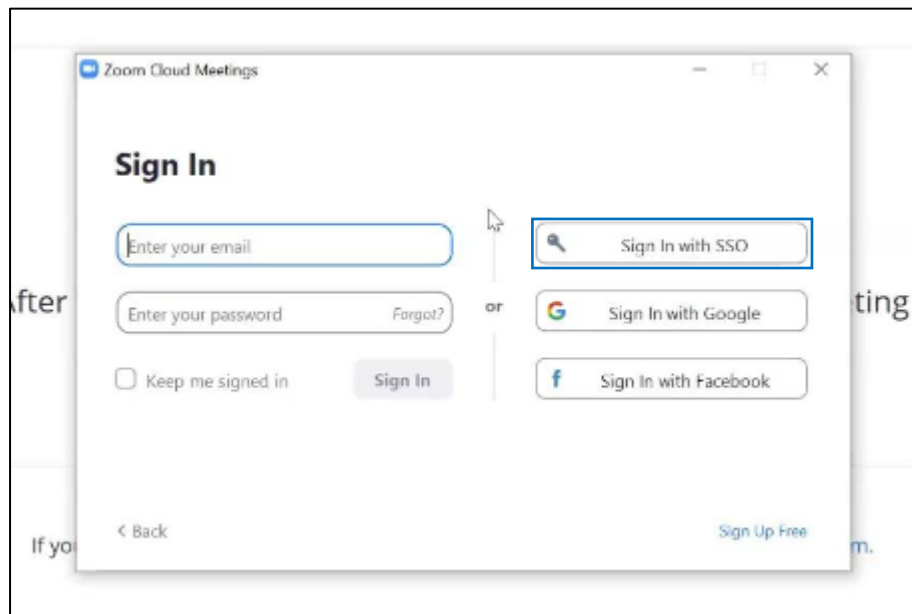 Zoom Cloud Meetings
Sign In
Enter your email
Sign In with SSO
After
Enter your password
Forgot?
or
Sign In with Google
ting
Keep me signed in
Sign In
Sign In with Facebook
< Back
Sign Up Free
If yo
m.